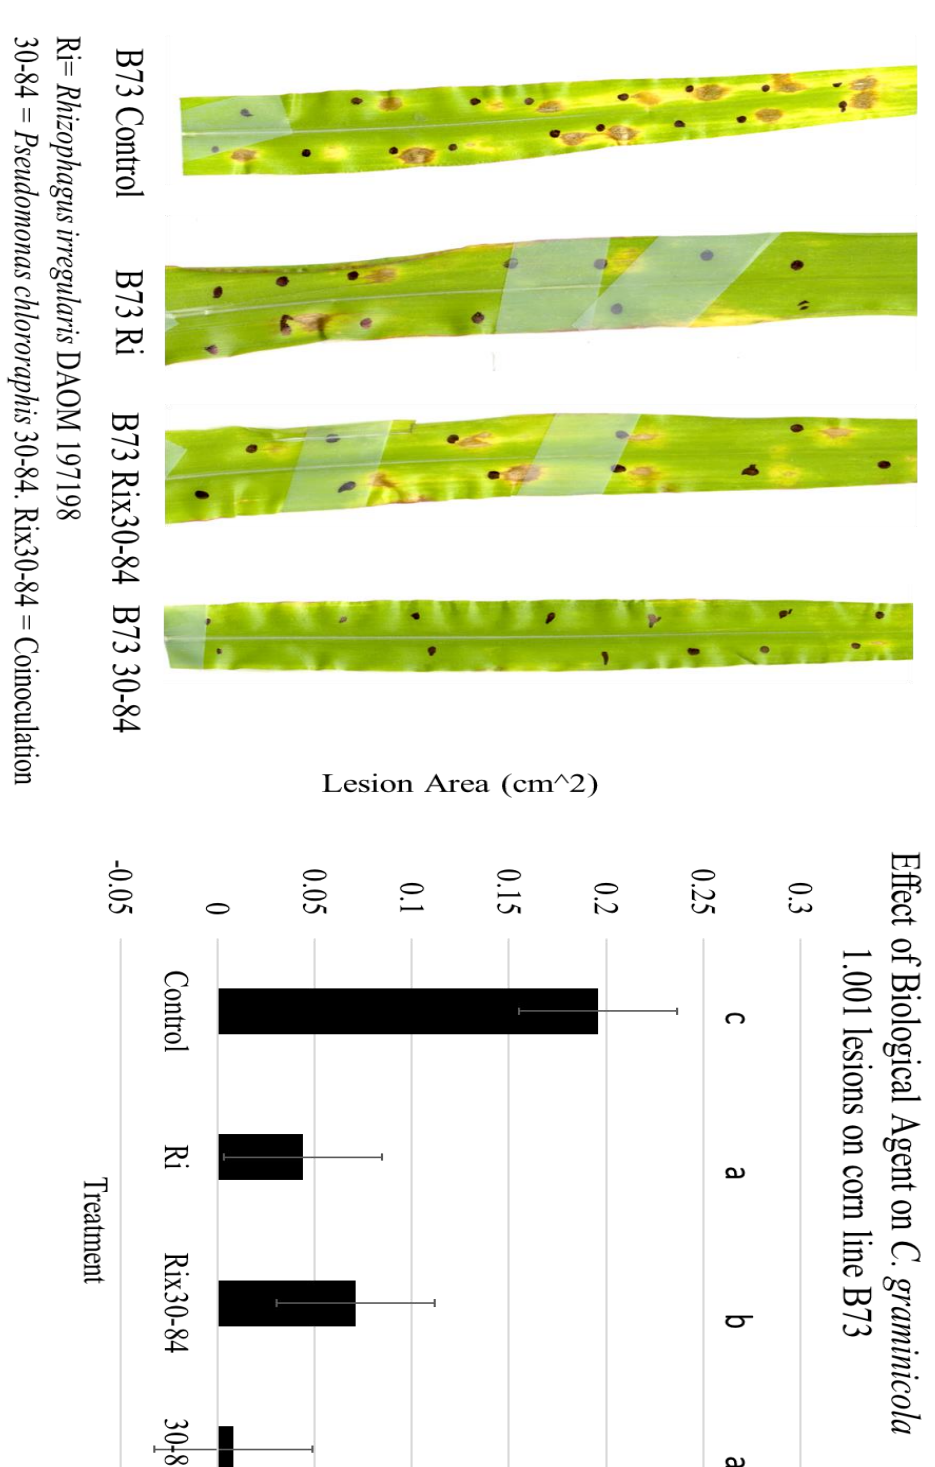 B73 Control
B73 Ri
B73 Rix30-84
B73 30-84
Ri= Rhizophagus irregularis DAOM 197198
30-84 = Pseudomonas chlororaphis 30-84. Rix30-84 = Coinoculation
Effect of Biological Agent on C. graminicola
1.001 lesions on corn line B73
Lesion Area (cm^2)
0.3
0.25
0.2
0.15
0.1
0.05
0
-0.05
c
a
b
a
Control
Ri
Rix30-84
30-8
Treatment